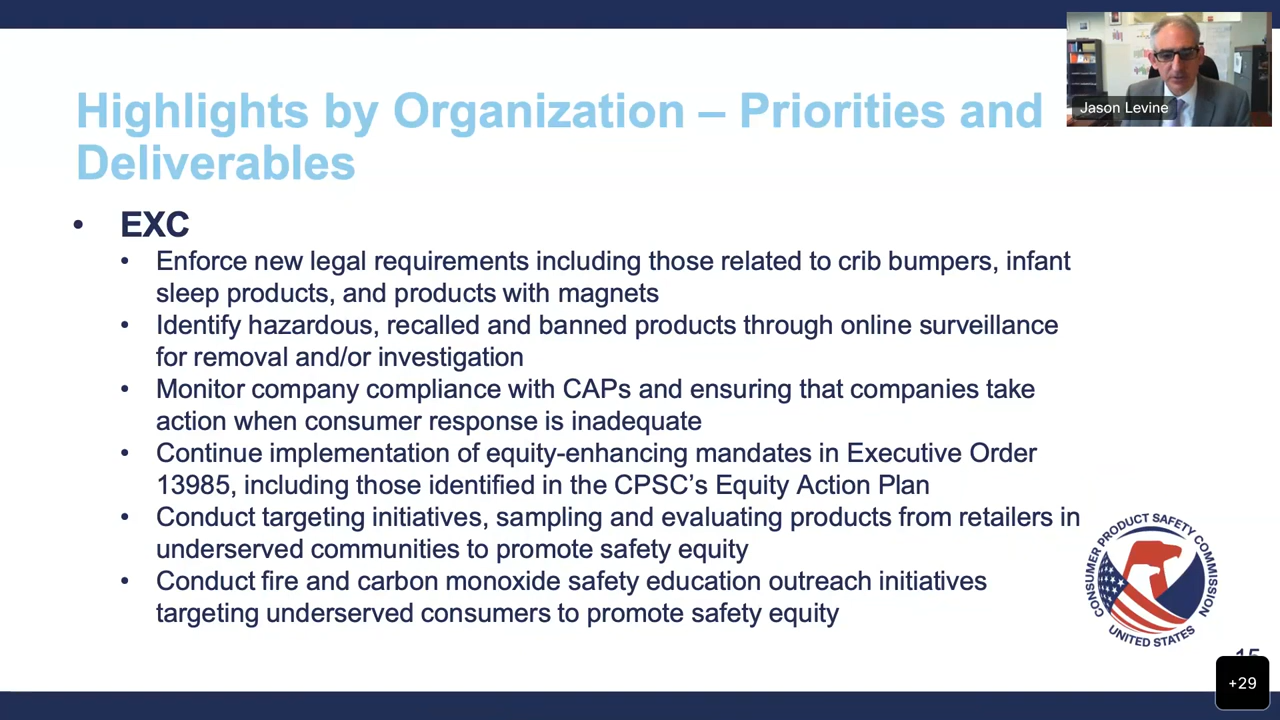 Highlights by Organization – Priorities and
Deliverables
Jason Levine
• EXC
• Enforce new legal requirements including those related to crib bumpers, infant
sleep products, and products with magnets
• Identify hazardous, recalled and banned products through online surveillance
for removal and/or investigation
• Monitor company compliance with CAPs and ensuring that companies take
action when consumer response is inadequate
• Continue implementation of equity-enhancing mandates in Executive Order
13985, including those identified in the CPSC’s Equity Action Plan
• Conduct targeting initiatives, sampling and evaluating products from retailers in
underserved communities to promote safety equity
• Conduct fire and carbon monoxide safety education outreach initiatives
targeting underserved consumers to promote safety equity
CONSUMER PRODUCT SAFETY COMMISSION
UNITED STATES
15
+29